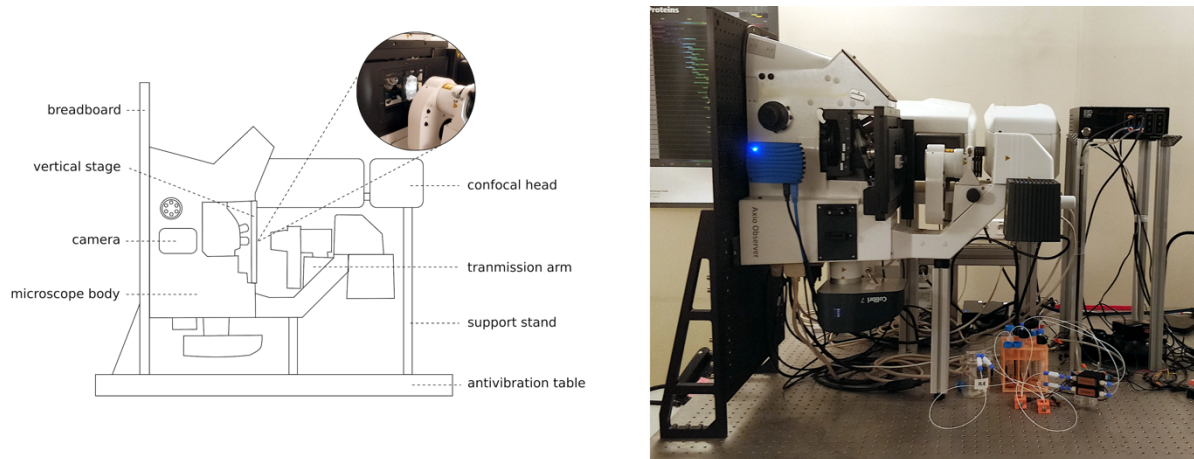 breadboard
vertical stage
camera
microscope body
confocal head
tranmission arm
support stand
antivibration table
Proteins
Axio Observer
Colibri 7